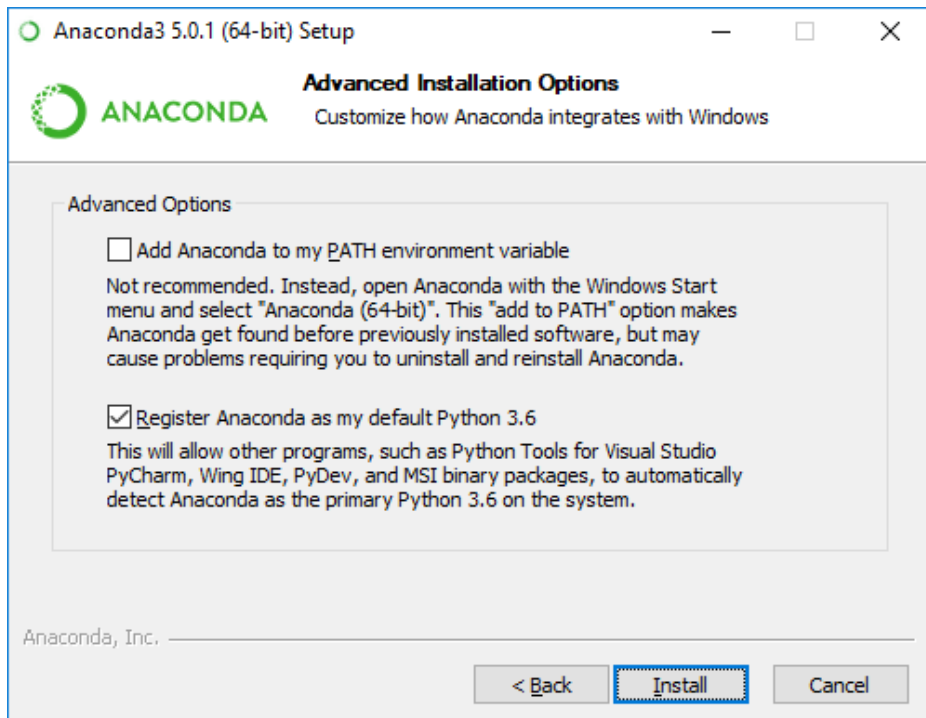 Anaconda3 5.0.1 (64-bit) Setup
ANACONDA
Advanced Installation Options
Customize how Anaconda integrates with Windows
Advanced Options
Add Anaconda to my PATH environment variable
Not recommended. Instead, open Anaconda with the Windows Start
menu and select "Anaconda (64-bit)". This "add to PATH" option makes
Anaconda get found before previously installed software, but may
cause problems requiring you to uninstall and reinstall Anaconda.
Register Anaconda as my default Python 3.6
This will allow other programs, such as Python Tools for Visual Studio
PyCharm, Wing IDE, PyDev, and MSI binary packages, to automatically
detect Anaconda as the primary Python 3.6 on the system.
Anaconda, Inc.
< Back
Install
Cancel